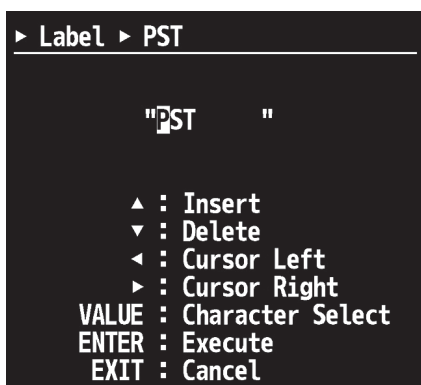 ▶ Label ▶ PST
"PST     "
▲ : Insert
▼ : Delete
◀ : Cursor Left
▶ : Cursor Right
VALUE : Character Select
ENTER : Execute
EXIT : Cancel